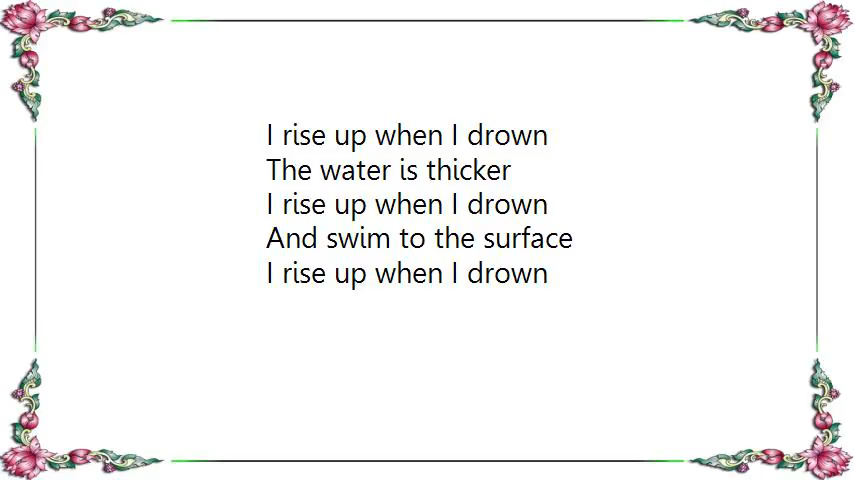 I rise up when I drown
The water is thicker
I rise up when I drown
And swim to the surface
I rise up when I drown